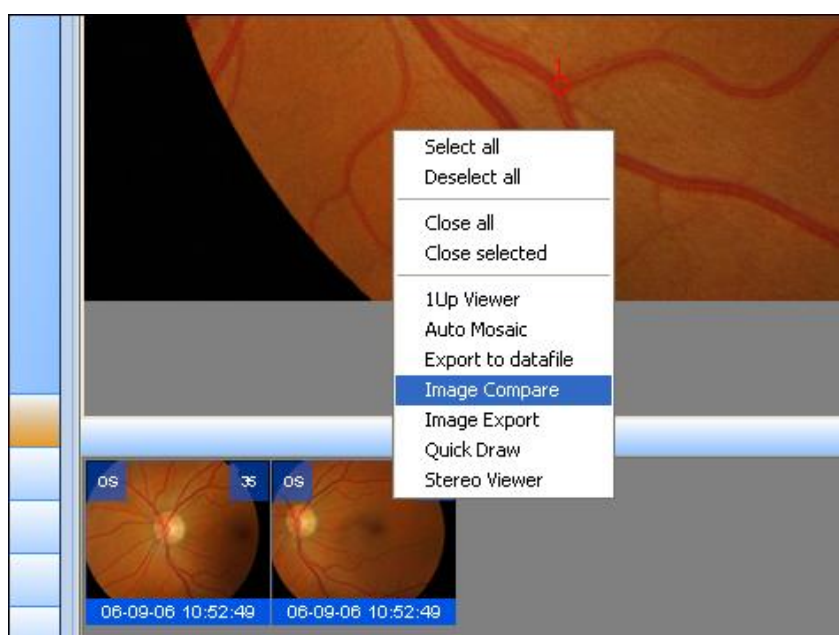 Select all
Deselect all
Close all
Close selected
1Up Viewer
Auto Mosaic
Export to datafile
Image Compare
Image Export
Quick Draw
Stereo Viewer
OS 35 OS
06-09-06 10:52:49 06-09-06 10:52:49